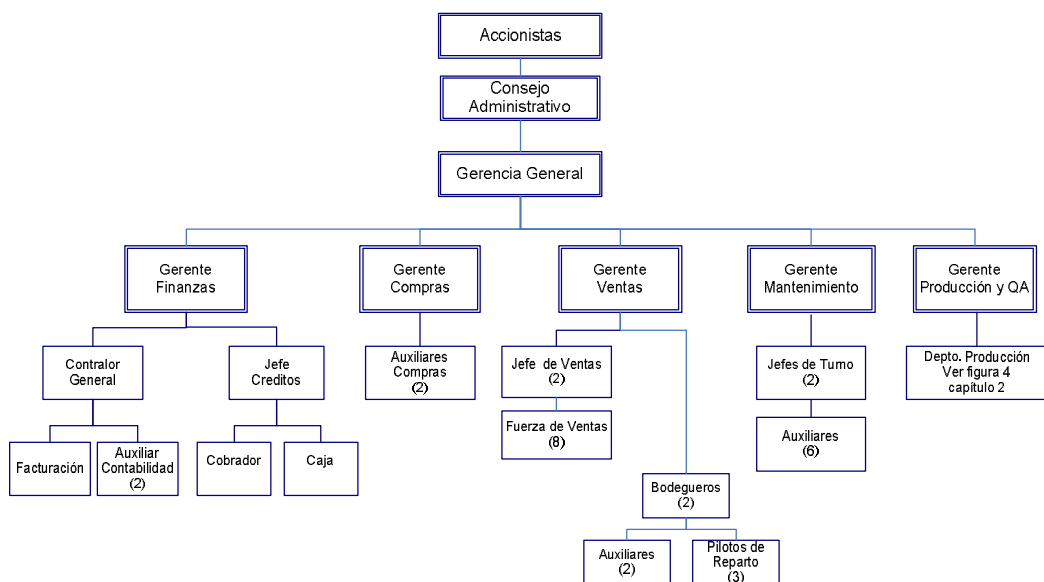 Accionistas
Consejo
Administrativo
Gerencia General
Gerente
Finanzas
Gerente
Compras
Gerente
Ventas
Gerente
Mantenimiento
Gerente
Producción y QA
Contralor
General
Jefe
Creditos
Auxiliares
Compras
(2)
Jefe de Ventas
(2)
Jefes de Turno
(2)
Depto. Producción
Ver figura 4
capítulo 2
Facturación
Auxiliar
Contabilidad
(2)
Cobrador
Caja
Fuerza de Ventas
(8)
Auxiliares
(6)
Bodegueros
(2)
Auxiliares
(2)
Pilotos de
Reparto
(3)